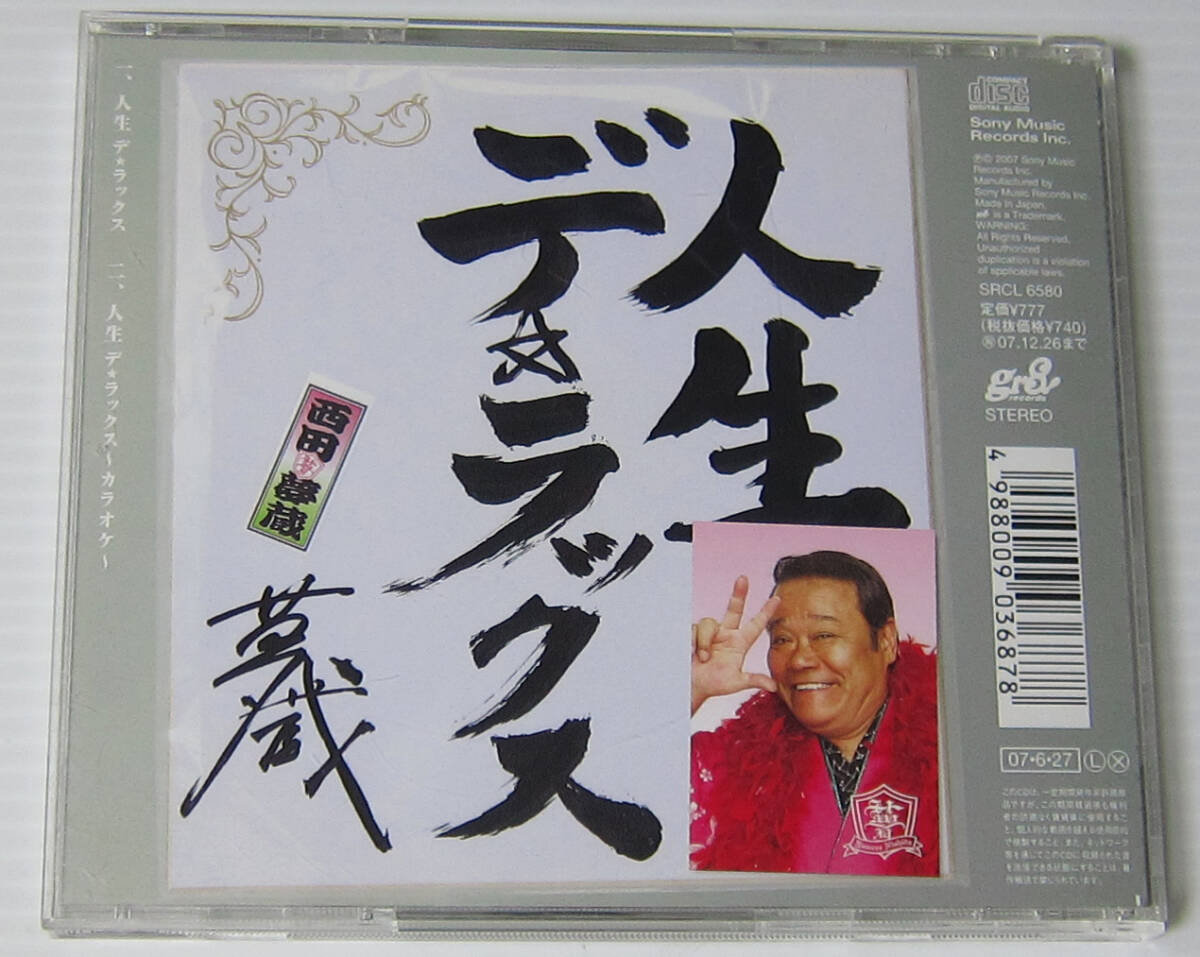 一、人生 デ★ラックス　二、人生 デ★ラックス～カラオケ～
人生
デ☆ラックス
西田
夢蔵
夢蔵
COMPACT
disc
DIGITAL AUDIO
Sony Music
Records Inc.
℗© 2007 Sony Music
Records Inc.
Manufactured by
Sony Music Records Inc.
Made in Japan.
is a Trademark.
WARNING:
All Rights Reserved.
Unauthorized
duplication is a violation
of applicable laws.
SRCL 6580
定価¥777
(税抜価格¥740)
07.12.26まで
gr8!
records
STEREO
4 988009 036878
07・6・27 Ⓛ Ⓧ